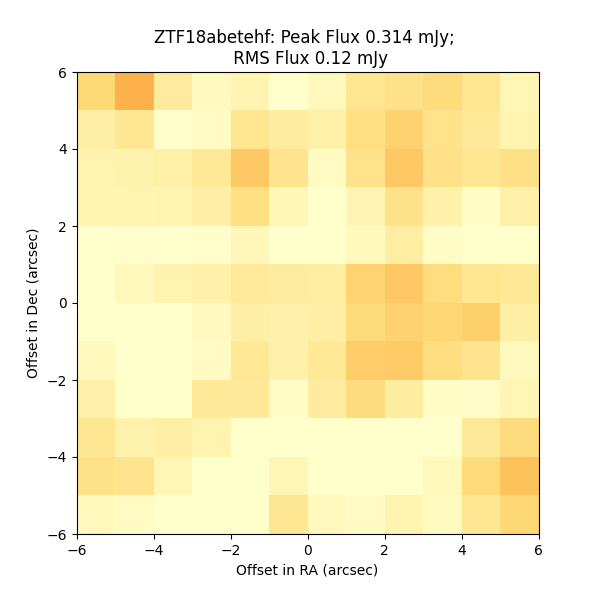 ZTF18abetehf: Peak Flux 0.314 mJy;
RMS Flux 0.12 mJy
6
4
2
0
−2
−4
−6
Offset in Dec (arcsec)
−6 −4 −2 0 2 4 6
Offset in RA (arcsec)